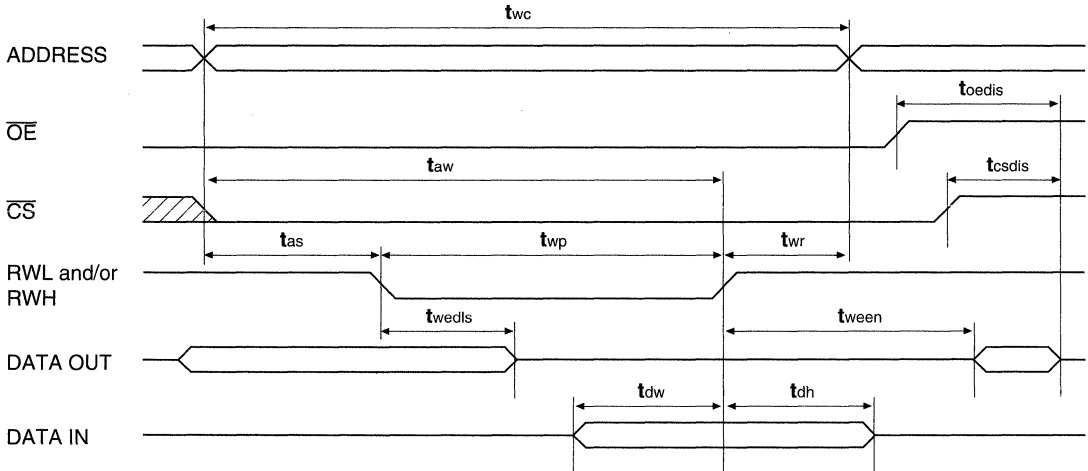 twc
ADDRESS
toedis
OE
taw
tcsdis
CS
tas
twp
twr
RWL and/or
RWH
twedls
tween
DATA OUT
tdw
tdh
DATA IN